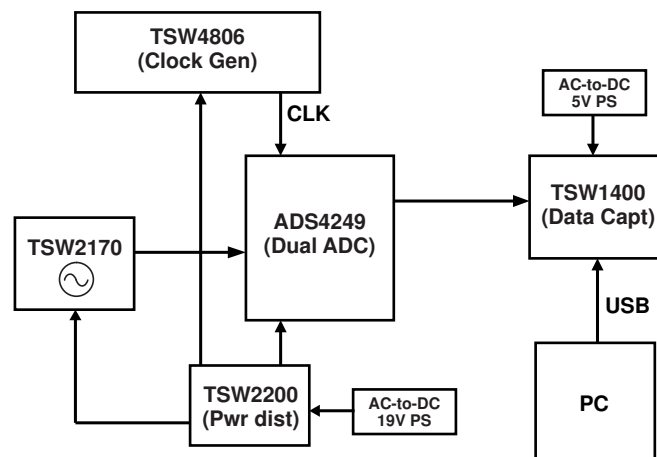 TSW4806
(Clock Gen)
CLK
AC-to-DC
5V PS
ADS4249
(Dual ADC)
TSW1400
(Data Capt)
TSW2170
USB
TSW2200
(Pwr dist)
AC-to-DC
19V PS
PC